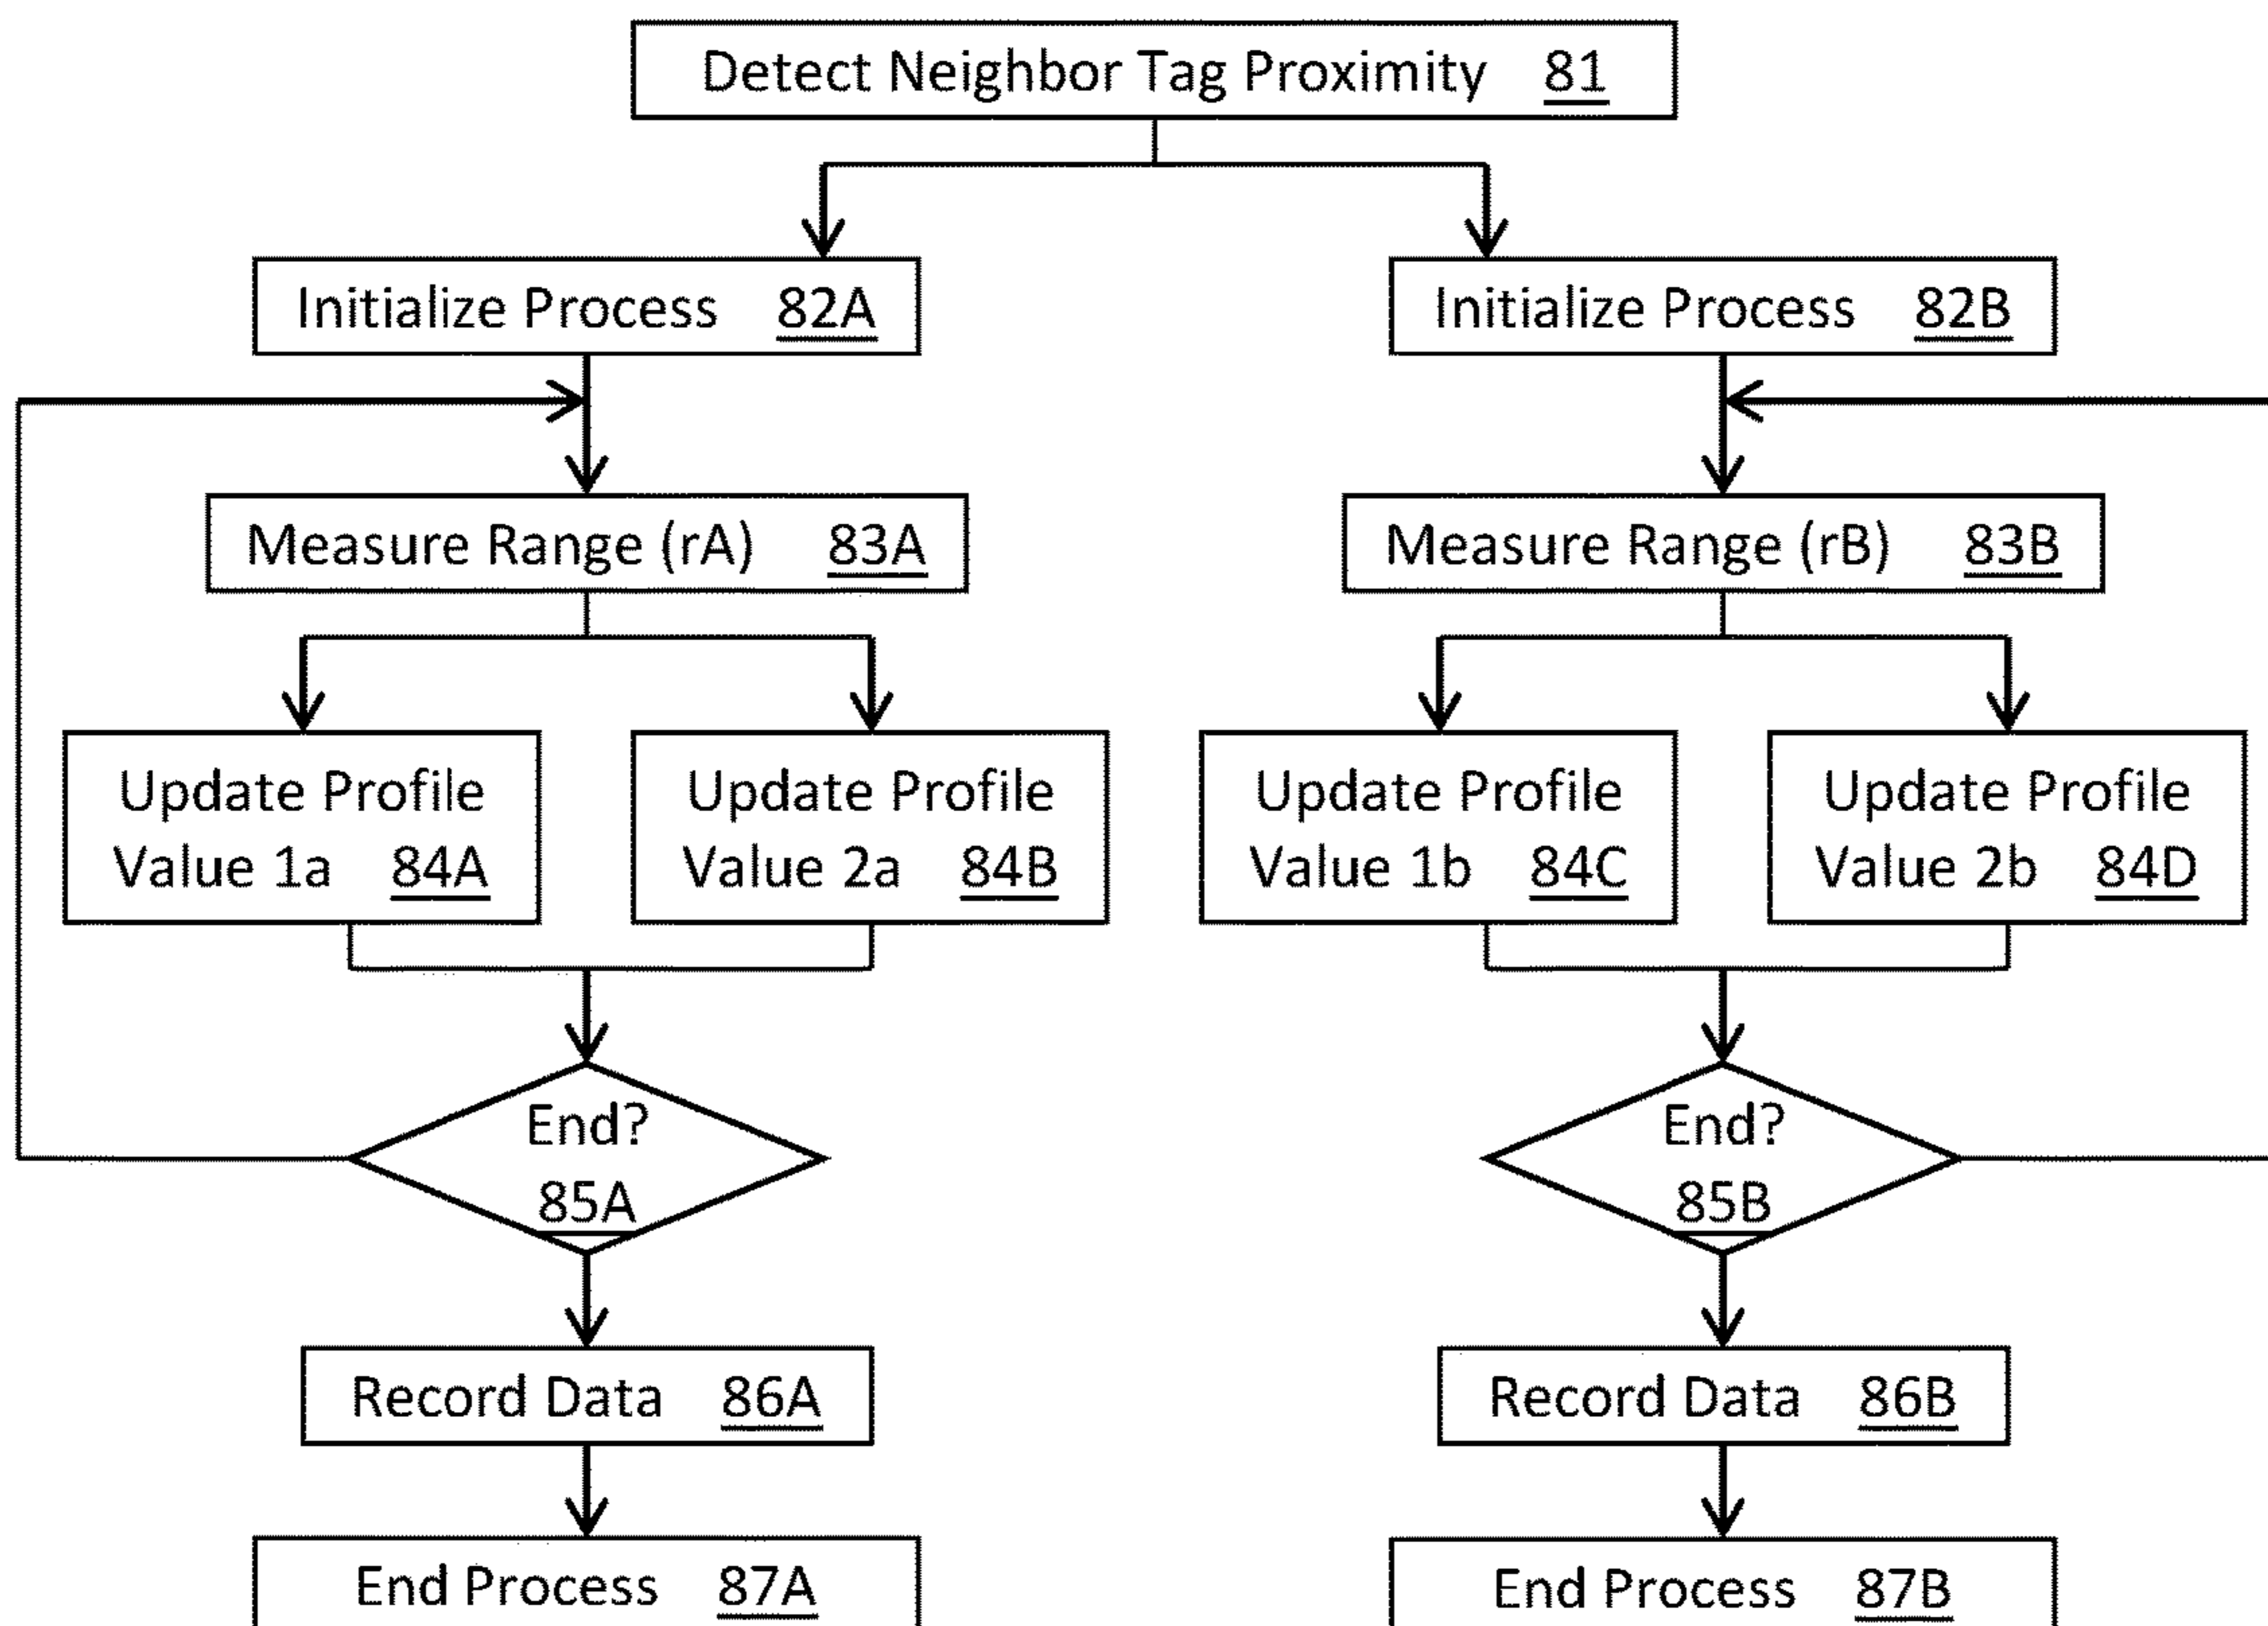 Detect Neighbor Tag Proximity 81
Initialize Process 82A
Initialize Process 82B
Measure Range (rA) 83A
Measure Range (rB) 83B
Update Profile
Value 1a 84A
Update Profile
Value 2a 84B
Update Profile
Value 1b 84C
Update Profile
Value 2b 84D
End?
85A
End?
85B
Record Data 86A
Record Data 86B
End Process 87A
End Process 87B